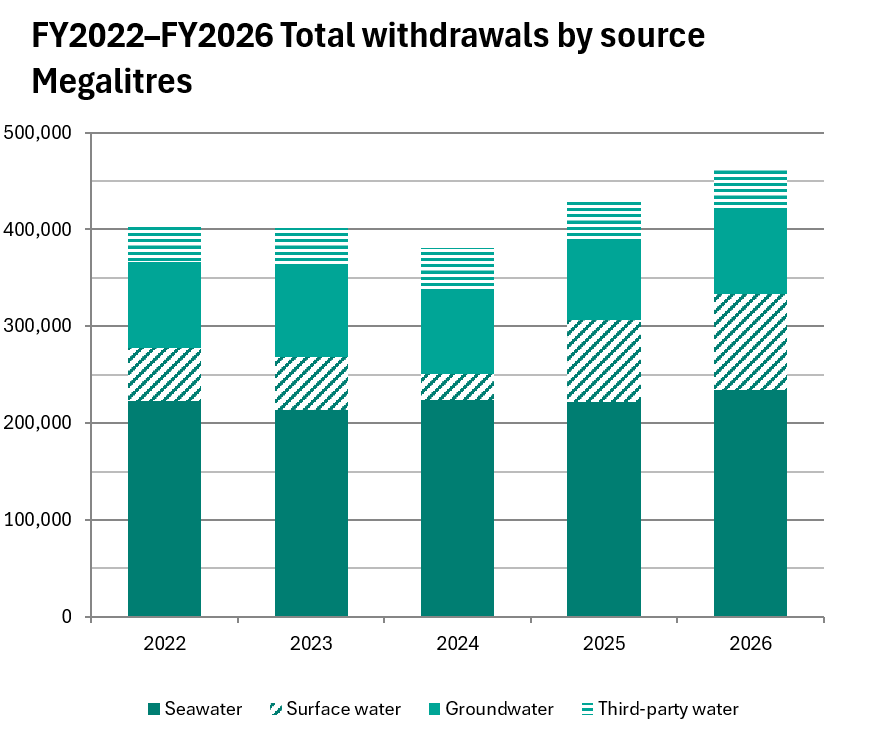 FY2022–FY2026 Total withdrawals by source
Megalitres
500,000
400,000
300,000
200,000
100,000
0
2022 2023 2024 2025 2026
Seawater Surface water Groundwater Third-party water